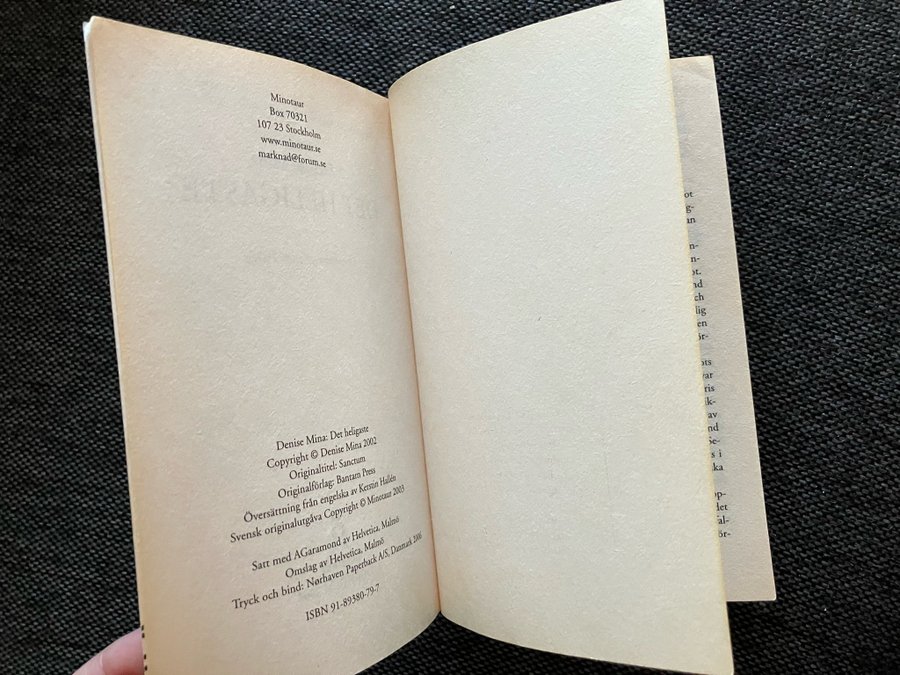 Minotaur
Box 70321
107 23 Stockholm
www.minotaur.se
marknad@forum.se
Denise Mina: Det heligaste
Copyright © Denise Mina 2002
Originaltitel: Sanctum
Originalförlag: Bantam Press
Översättning från engelska av Kerstin Hallén
Svensk originalutgåva Copyright © Minotaur 2003
Satt med AGaramond av Helvetica, Malmö
Omslag av Helvetica, Malmö
Tryck och bind: Nørhaven Paperback A/S, Danmark 2006
ISBN 91-89380-79-7